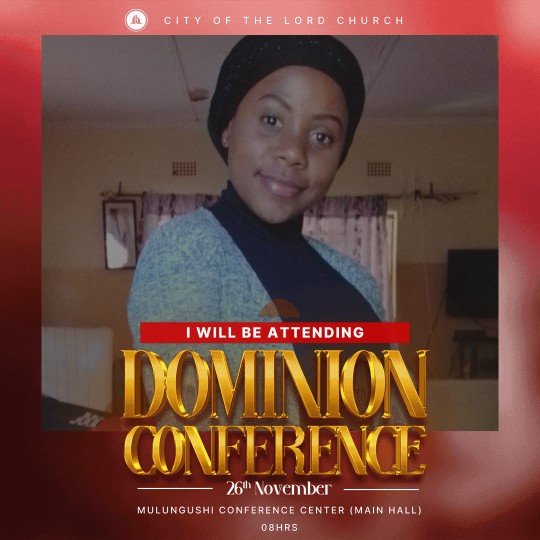 CITY OF THE LORD CHURCH
I WILL BE ATTENDING
DOMINION
CONFERENCE
26th November
MULUNGUSHI CONFERENCE CENTER (MAIN HALL)
08HRS